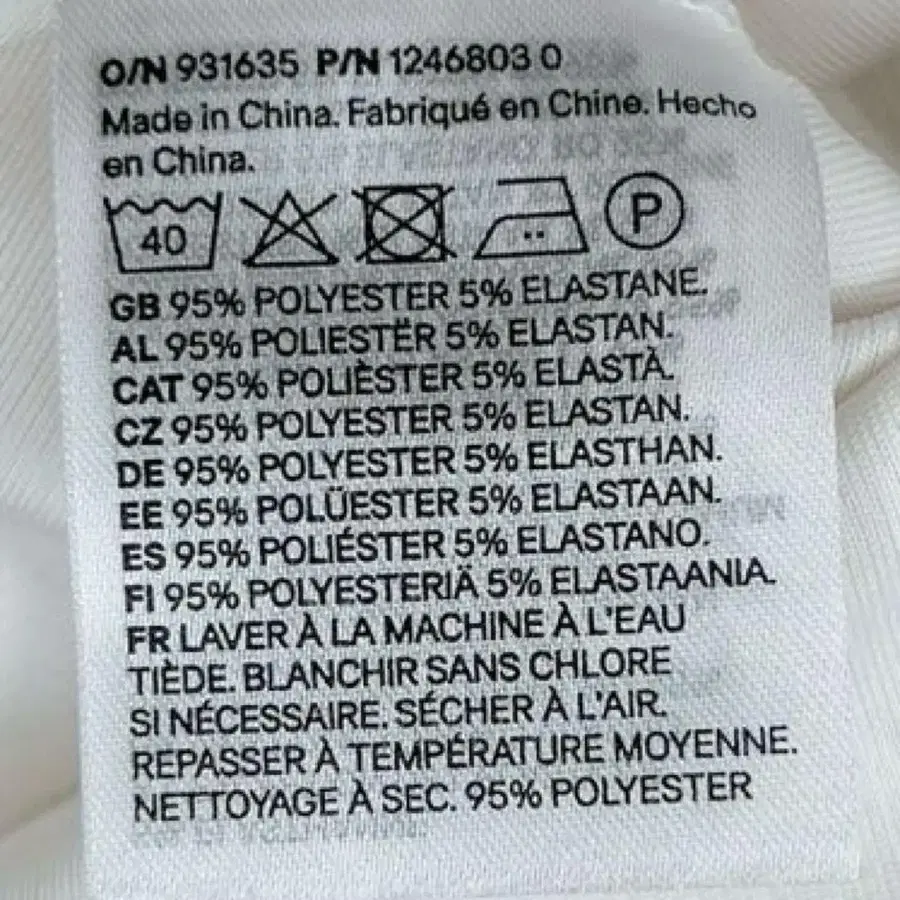 O/N 931635 P/N 1246803 0
Made in China. Fabriqué en Chine. Hecho
en China.
40 P
GB 95% POLYESTER 5% ELASTANE.
AL 95% POLIESTËR 5% ELASTAN.
CAT 95% POLIÈSTER 5% ELASTÀ.
CZ 95% POLYESTER 5% ELASTAN.
DE 95% POLYESTER 5% ELASTHAN.
EE 95% POLÜESTER 5% ELASTAAN.
ES 95% POLIÉSTER 5% ELASTANO.
FI 95% POLYESTERIÄ 5% ELASTAANIA.
FR LAVER À LA MACHINE À L'EAU
TIÈDE. BLANCHIR SANS CHLORE
SI NÉCESSAIRE. SÉCHER À L'AIR.
REPASSER À TEMPÉRATURE MOYENNE.
NETTOYAGE À SEC. 95% POLYESTER